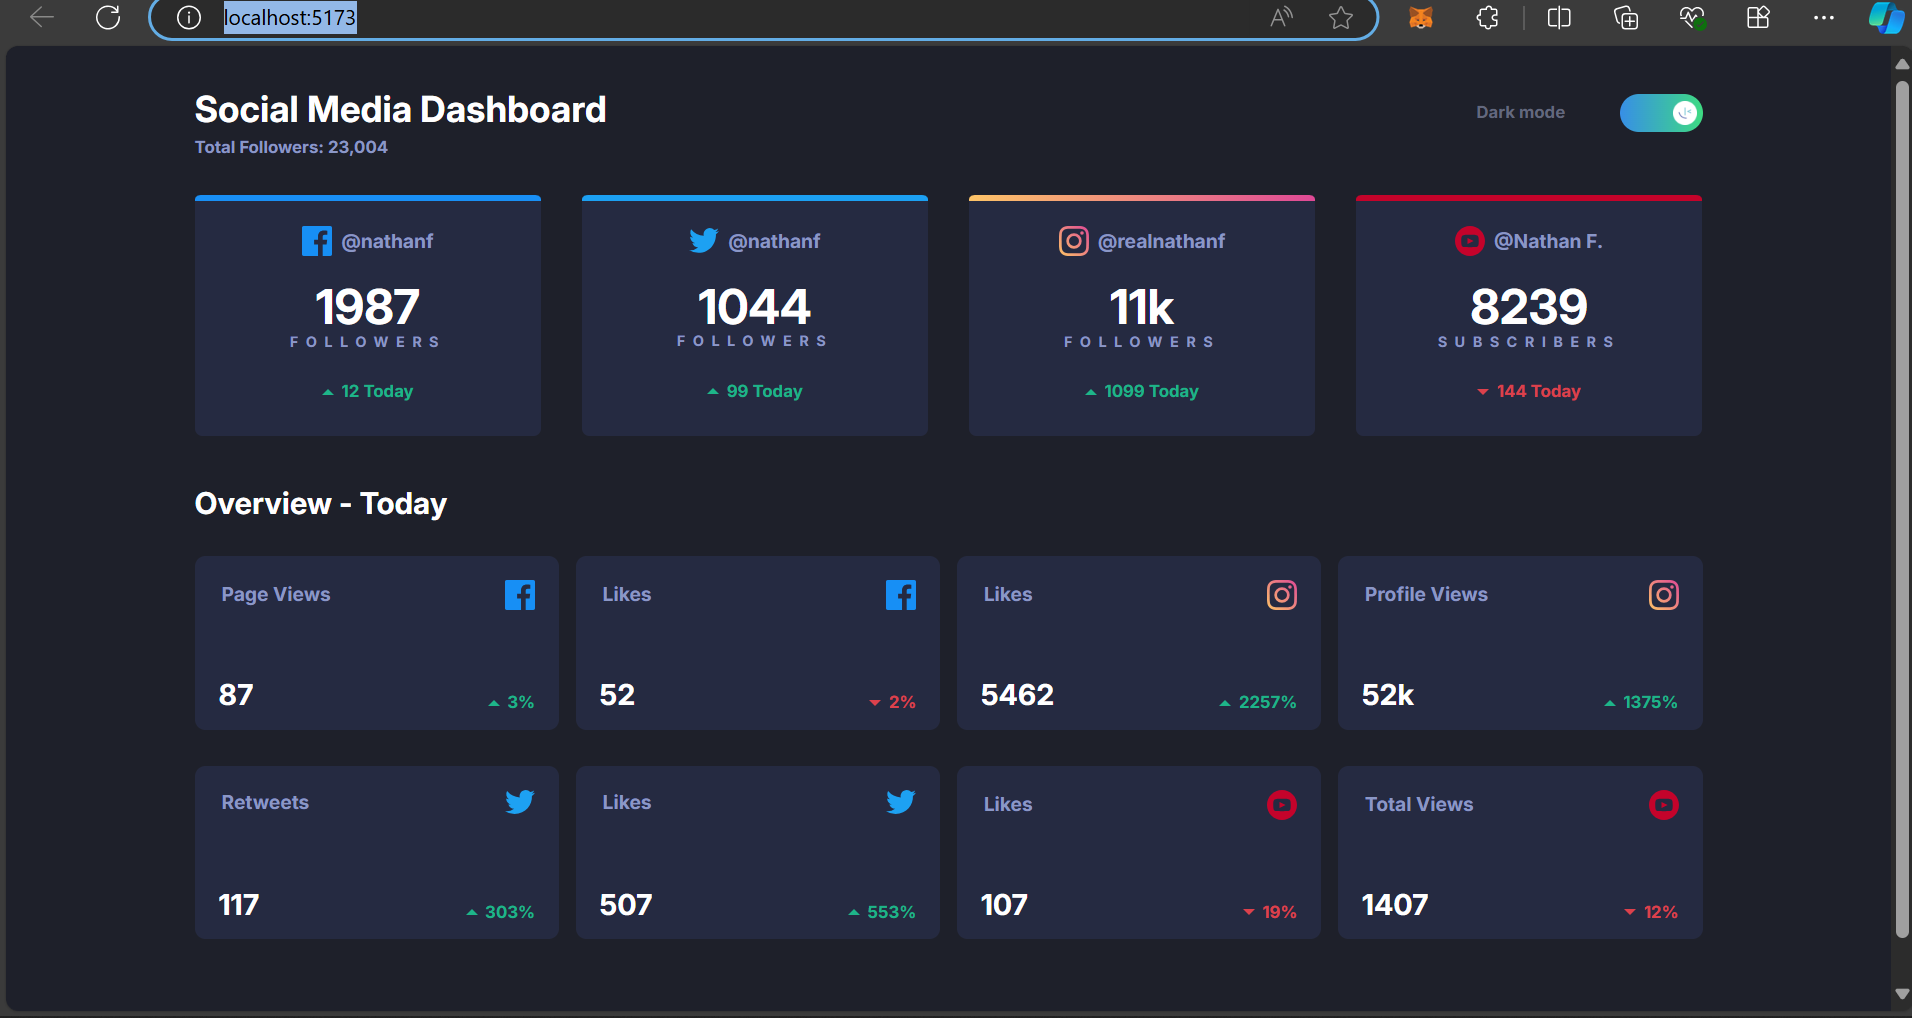 localhost:5173
Social Media Dashboard
Dark mode
Total Followers: 23,004
@nathanf
1987
FOLLOWERS
12 Today
@nathanf
1044
FOLLOWERS
99 Today
@realnathanf
11k
FOLLOWERS
1099 Today
@Nathan F.
8239
SUBSCRIBERS
144 Today
Overview - Today
Page Views
87
3%
Likes
52
2%
Likes
5462
2257%
Profile Views
52k
1375%
Retweets
117
303%
Likes
507
553%
Likes
107
19%
Total Views
1407
12%